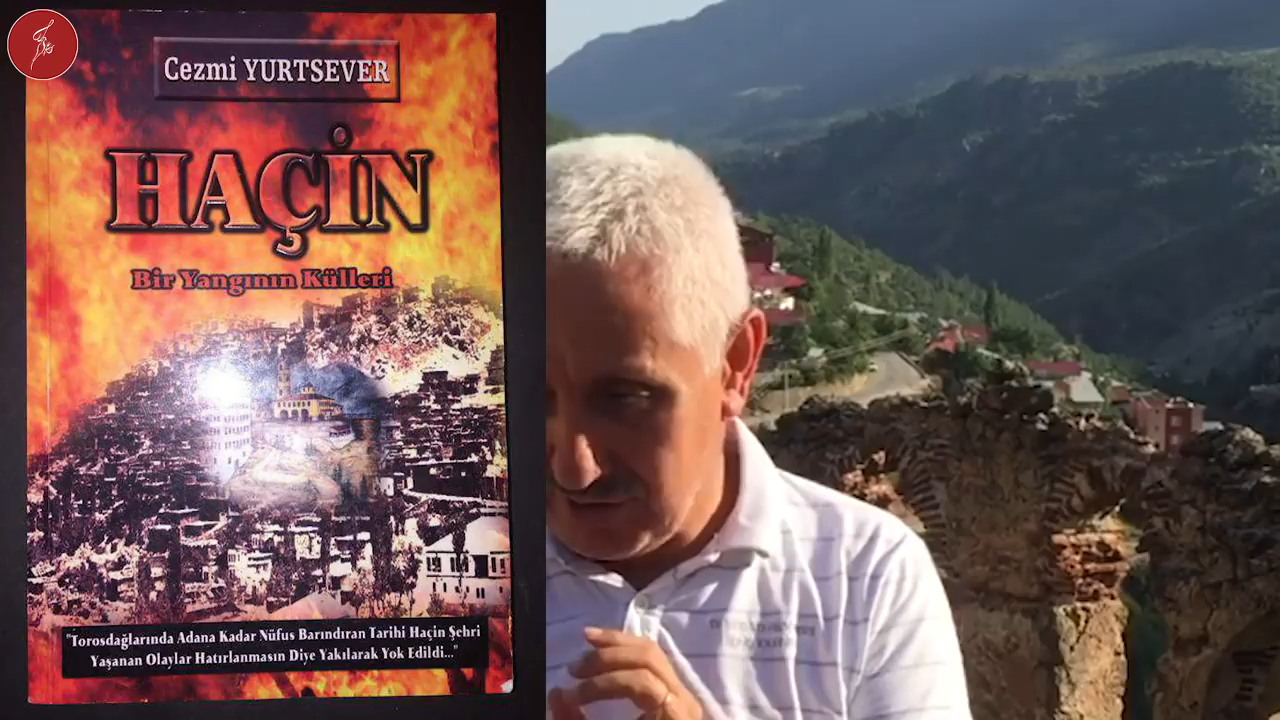 Cezmi YURTSEVER
HAÇİN
Bir Yangının Külleri
"Torosdağlarında Adana Kadar Nüfus Barındıran Tarihi Haçin Şehri
Yaşanan Olaylar Hatırlanmasın Diye Yakılarak Yok Edildi..."